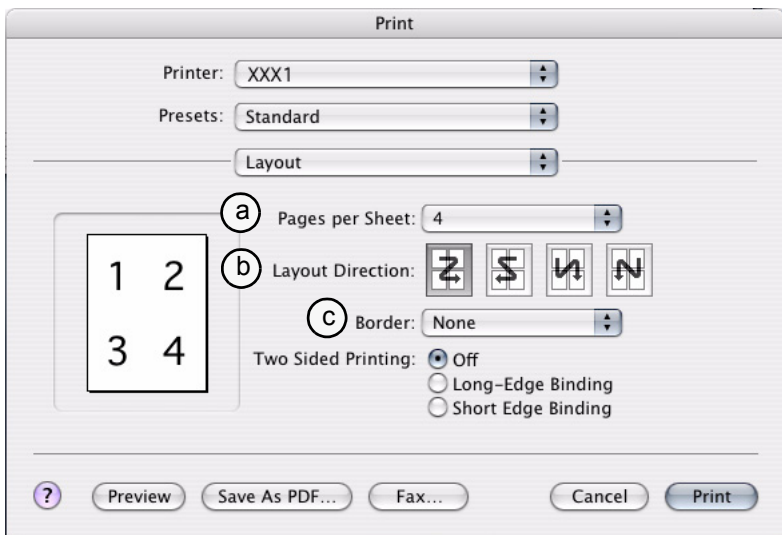 Print
Printer: XXX1
Presets: Standard
Layout
a Pages per Sheet: 4
b Layout Direction:
c Border: None
1 2
3 4
Two Sided Printing: Off
Long-Edge Binding
Short Edge Binding
? Preview Save As PDF... Fax... Cancel Print